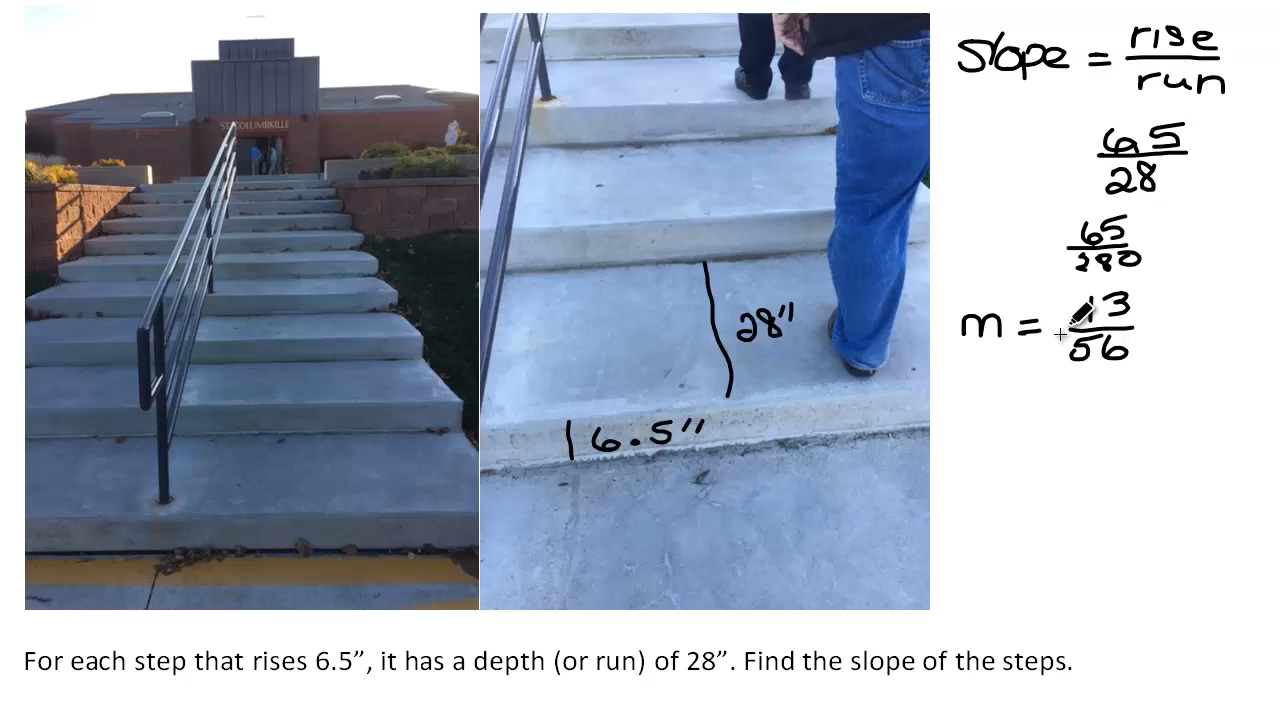 ST. COLUMBKILLE
28"
6.5"
Slope = rise
run
6.5
28
65
280
m = 13
56
For each step that rises 6.5”, it has a depth (or run) of 28”. Find the slope of the steps.